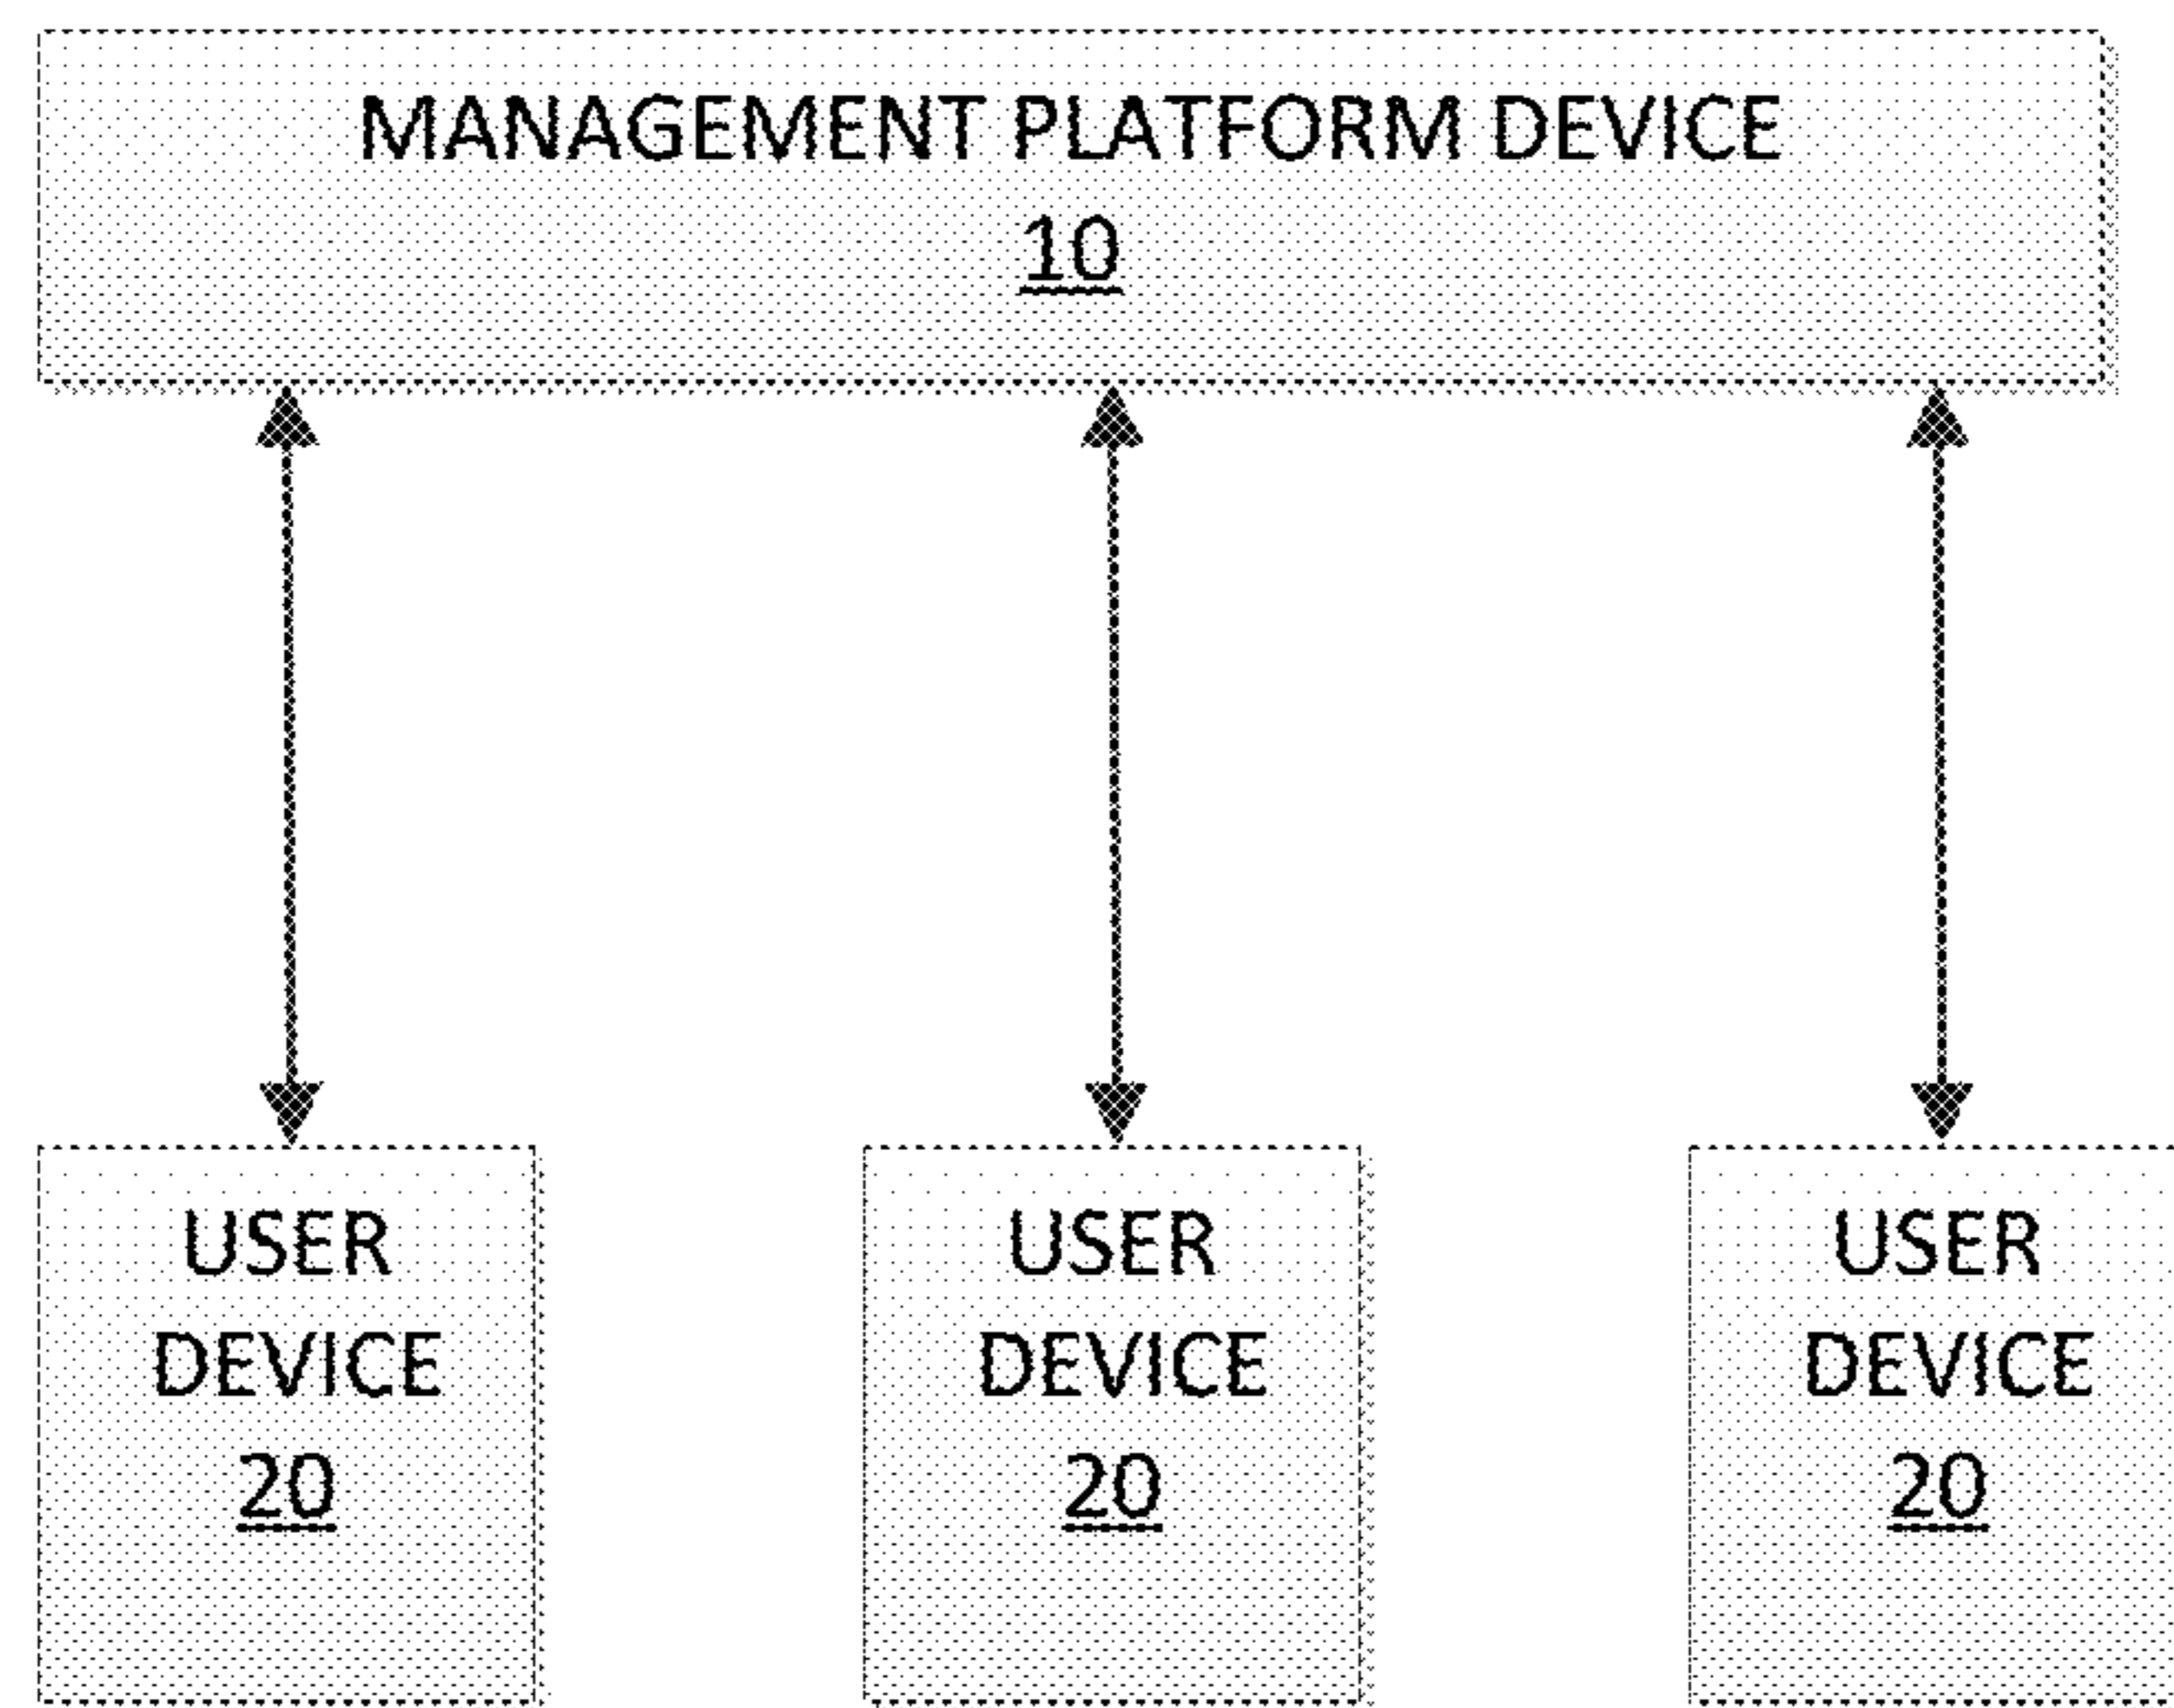 MANAGEMENT PLATFORM DEVICE
10
USER
DEVICE
20
USER
DEVICE
20
USER
DEVICE
20